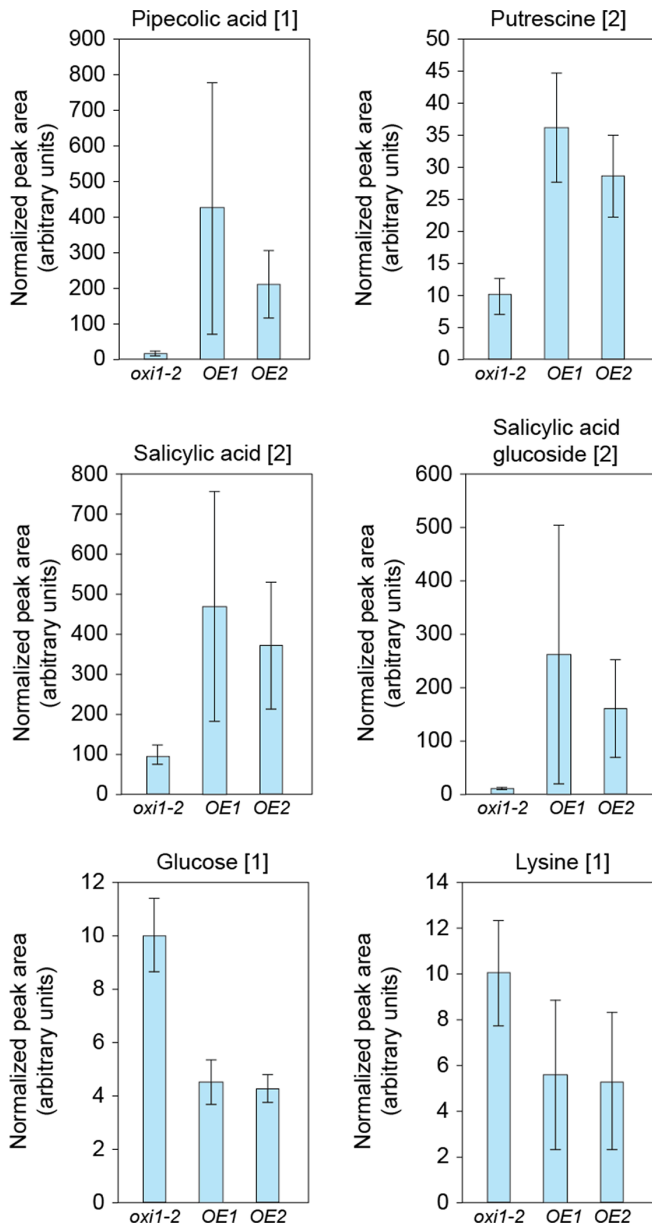 Pipecolic acid [1]
Normalized peak area
(arbitrary units)
900
800
700
600
500
400
300
200
100
0
oxi1-2 OE1 OE2
Putrescine [2]
Normalized peak area
(arbitrary units)
50
45
40
35
30
25
20
15
10
5
0
oxi1-2 OE1 OE2
Salicylic acid [2]
Normalized peak area
(arbitrary units)
800
700
600
500
400
300
200
100
0
oxi1-2 OE1 OE2
Salicylic acid
glucoside [2]
Normalized peak area
(arbitrary units)
600
500
400
300
200
100
0
oxi1-2 OE1 OE2
Glucose [1]
Normalized peak area
(arbitrary units)
12
10
8
6
4
2
0
oxi1-2 OE1 OE2
Lysine [1]
Normalized peak area
(arbitrary units)
14
12
10
8
6
4
2
0
oxi1-2 OE1 OE2